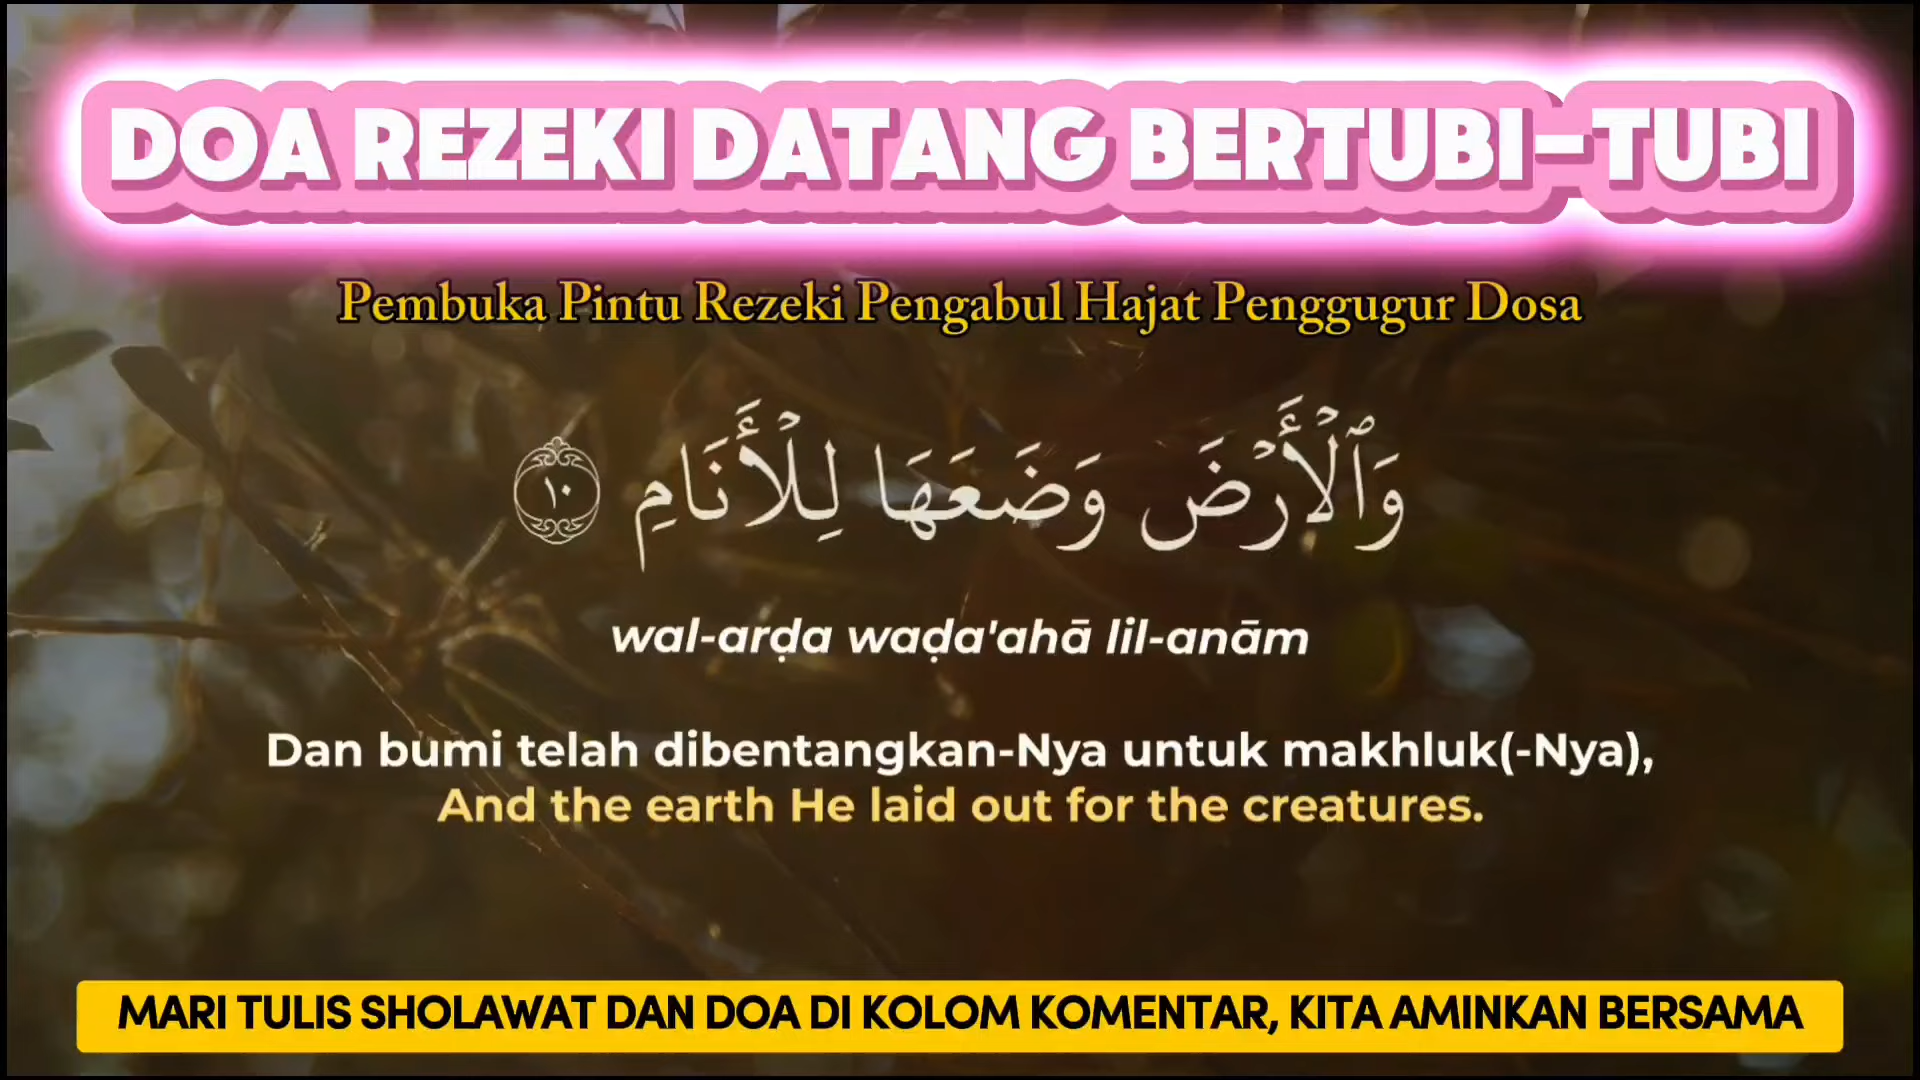 DOA REZEKI DATANG BERTUBI-TUBI
Pembuka Pintu Rezeki Pengabul Hajat Penggugur Dosa
وَٱلْأَرْضَ وَضَعَهَا لِلْأَنَامِ ١٠
wal-arḍa waḍa'ahā lil-anām
Dan bumi telah dibentangkan-Nya untuk makhluk(-Nya),
And the earth He laid out for the creatures.
MARI TULIS SHOLAWAT DAN DOA DI KOLOM KOMENTAR, KITA AMINKAN BERSAMA